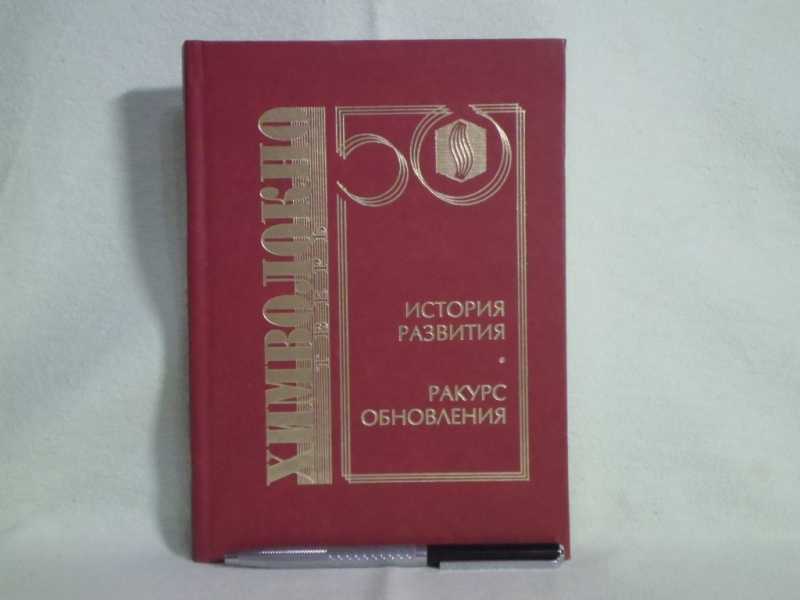 ХИМВОЛОКНО
ТВЕРЬ
50
ИСТОРИЯ
РАЗВИТИЯ
РАКУРС
ОБНОВЛЕНИЯ